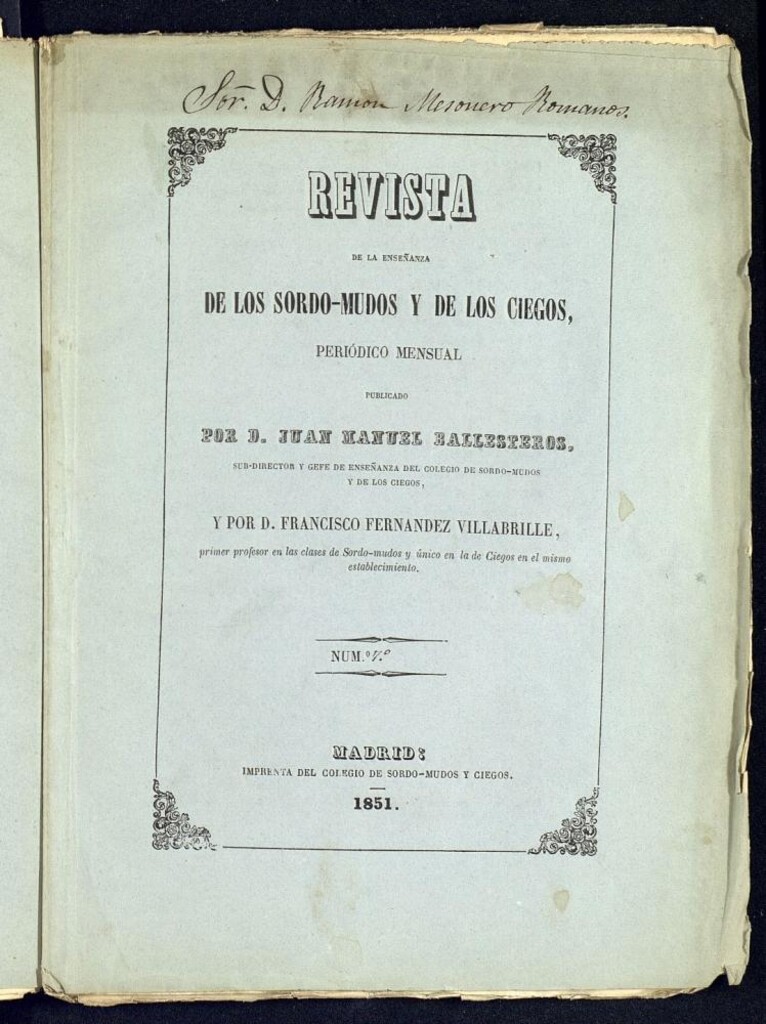 Sor. D. Ramon Mesonero Romanos.
REVISTA
DE LA ENSEÑANZA
DE LOS SORDO-MUDOS Y DE LOS CIEGOS,
PERIÓDICO MENSUAL
PUBLICADO
POR D. JUAN MANUEL BALLESTEROS,
SUB-DIRECTOR Y GEFE DE ENSEÑANZA DEL COLEGIO DE SORDO-MUDOS
Y DE LOS CIEGOS,
Y POR D. FRANCISCO FERNANDEZ VILLABRILLE,
primer profesor en las clases de Sordo-mudos y único en la de Ciegos en el mismo
establecimiento.
NUM.º
MADRID:
IMPRENTA DEL COLEGIO DE SORDO-MUDOS Y CIEGOS.
1851.